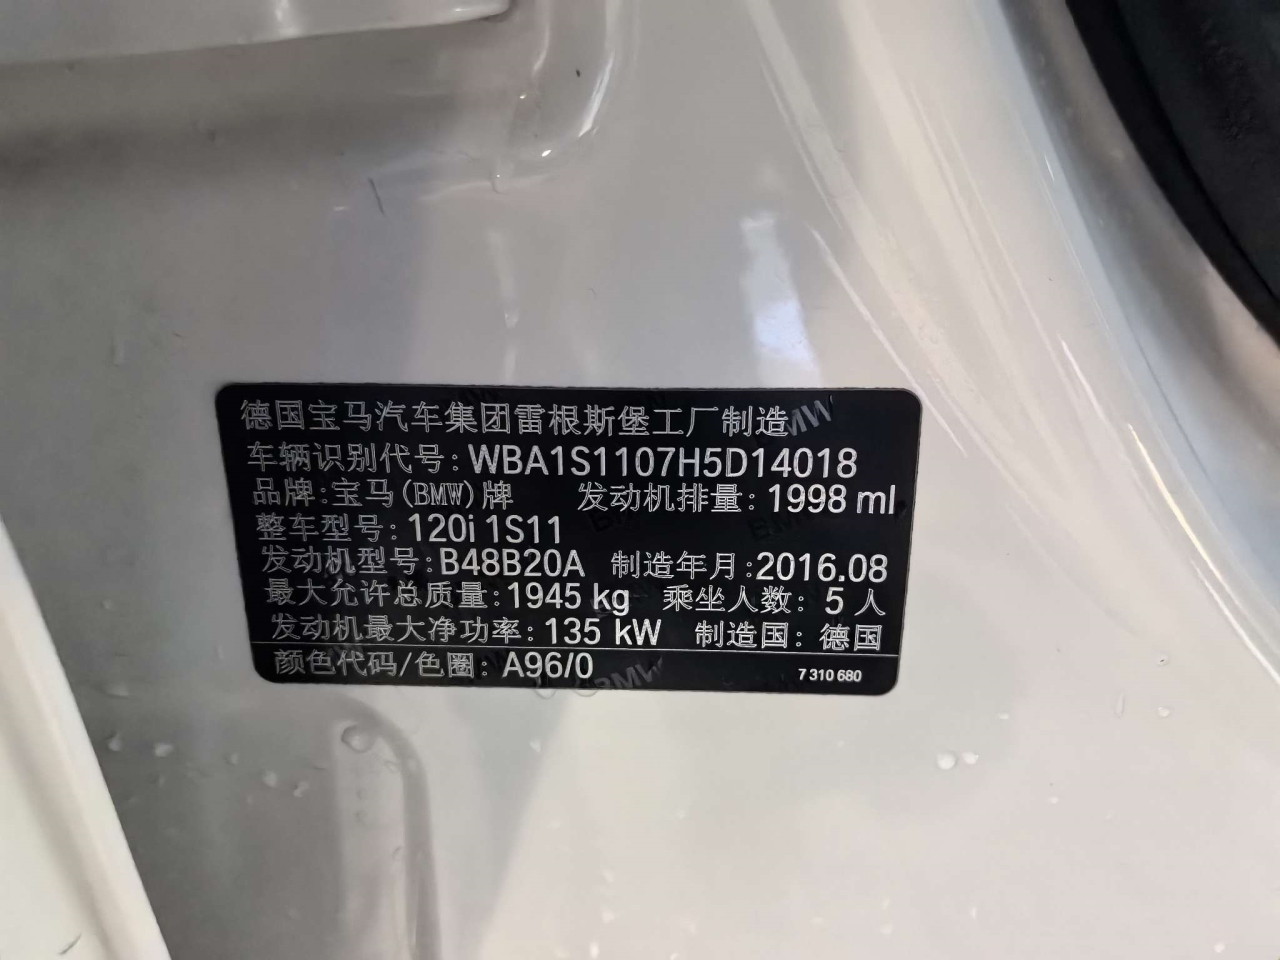 德国宝马汽车集团雷根斯堡工厂制造
车辆识别代号: WBA1S1107H5D14018
品牌: 宝马(BMW)牌 发动机排量: 1998 ml
整车型号: 120i 1S11
发动机型号: B48B20A 制造年月: 2016.08
最大允许总质量: 1945 kg 乘坐人数: 5 人
发动机最大净功率: 135 kW 制造国: 德国
颜色代码/色圈: A96/0 7 310 680